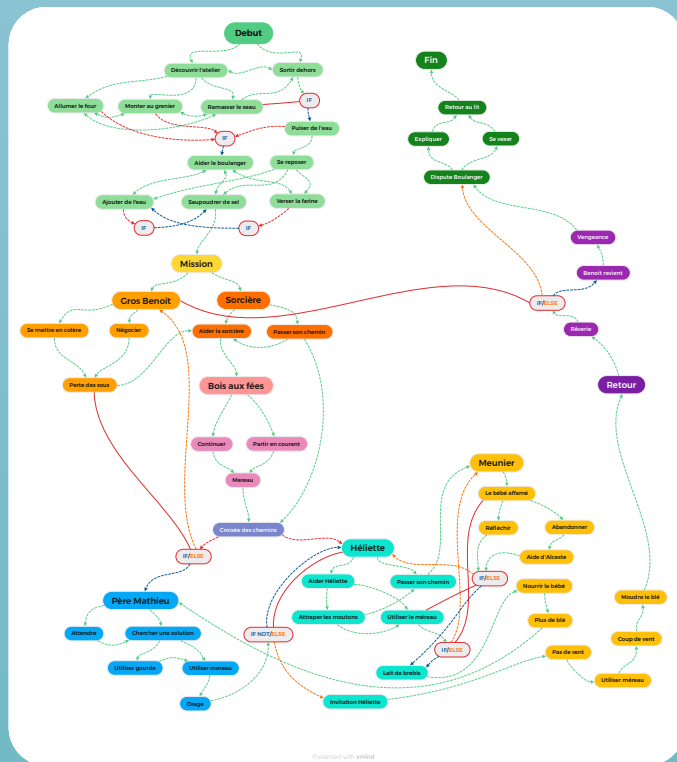 Debut
Découvrir l'atelier
Sortir dehors
Allumer le four
Monter au grenier
Ramasser le seau
IF
Puiser de l'eau
IF
Aider le boulanger
Se reposer
Ajouter de l'eau
Saupoudrer de sel
Verser la farine
IF
IF
Mission
Gros Benoit
Sorcière
Se mettre en colère
Négocier
Aider la sorcière
Passer son chemin
Perte des sous
Bois aux fées
Continuer
Partir en courant
Mereau
Croisée des chemins
IF/ELSE
Père Mathieu
Attendre
Chercher une solution
Utiliser gourde
Utiliser mereau
Orage
IF NOT/ELSE
Héliette
Aider Héliette
Passer son chemin
Attraper les moutons
Utiliser le méreau
IF/ELSE
Lait de brebis
Invitation Héliette
Meunier
Le bébé affamé
Réfléchir
Abandonner
Aide d'Alceste
IF/ELSE
Nourrir le bébé
Plus de blé
Pas de vent
Utiliser méreau
Coup de vent
Moudre le blé
Retour
Rêverie
IF/ELSE
Benoit revient
Vengeance
Dispute Boulanger
Expliquer
Se vexer
Retour au lit
Fin
Presented with xmind